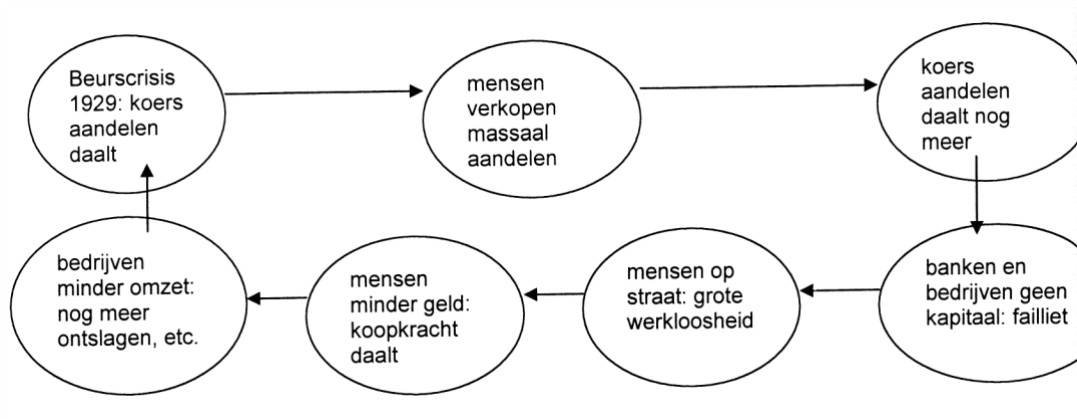 Beurscrisis
1929: koers
aandelen
daalt
mensen
verkopen
massaal
aandelen
koers
aandelen
daalt nog
meer
banken en
bedrijven geen
kapitaal: failliet
mensen op
straat: grote
werkloosheid
mensen
minder geld:
koopkracht
daalt
bedrijven
minder omzet:
nog meer
ontslagen, etc.